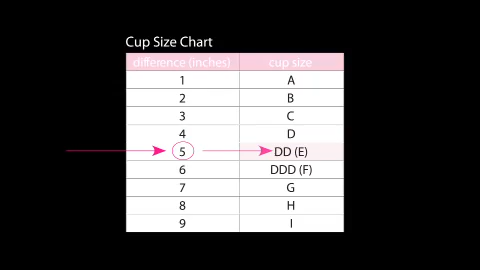 Cup Size Chart
difference (inches) cup size
1 A
2 B
3 C
4 D
5 DD (E)
6 DDD (F)
7 G
8 H
9 I